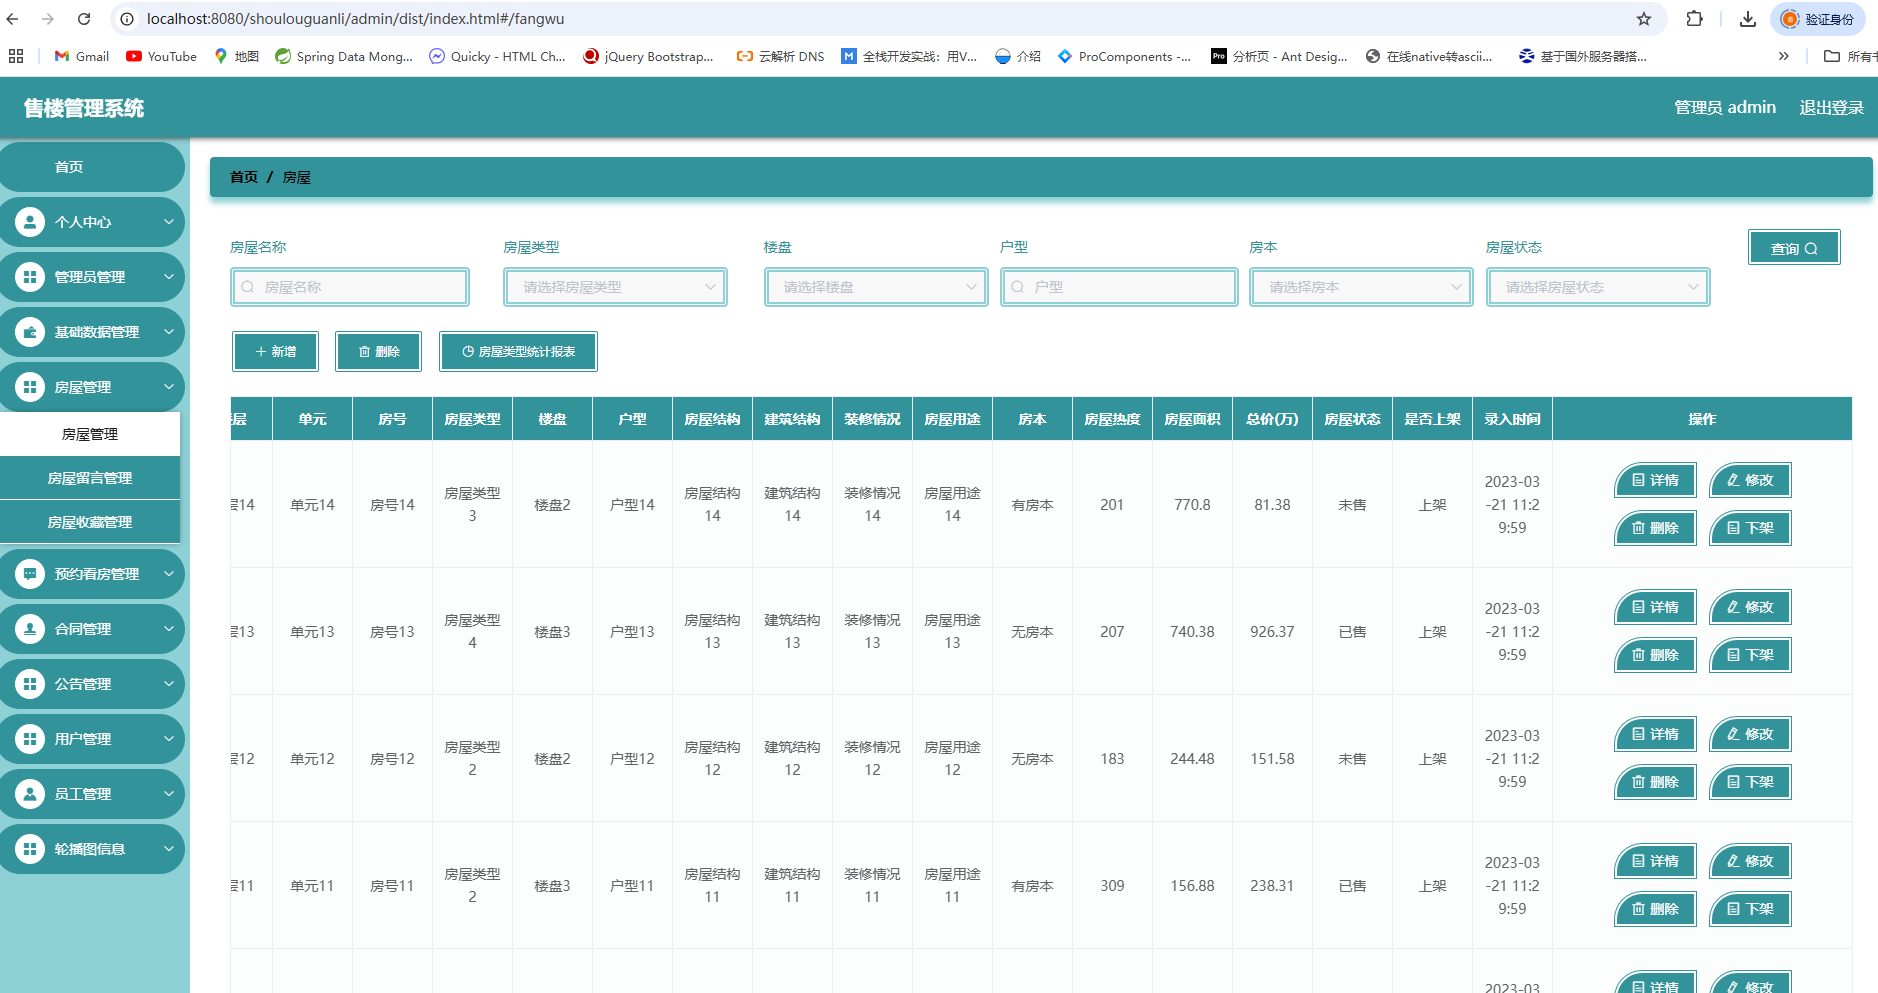 localhost:8080/shoulouguanli/admin/dist/index.html#/fangwu
验证身份
Gmail
YouTube
地图
Spring Data Mong...
Quicky - HTML Ch...
jQuery Bootstrap...
云解析 DNS
全栈开发实战：用V...
介绍
ProComponents -...
分析页 - Ant Desig...
在线native转ascii...
基于国外服务器搭...
所有
售楼管理系统
管理员 admin
退出登录
首页
个人中心
管理员管理
基础数据管理
房屋管理
房屋管理
房屋留言管理
房屋收藏管理
预约看房管理
合同管理
公告管理
用户管理
员工管理
轮播图信息
首页 / 房屋
房屋名称 房屋类型 楼盘 户型 房本 房屋状态
查询
房屋名称 请选择房屋类型 请选择楼盘 户型 请选择房本 请选择房屋状态
新增 删除 房屋类型统计报表
层 单元 房号 房屋类型 楼盘 户型 房屋结构 建筑结构 装修情况 房屋用途 房本 房屋热度 房屋面积 总价(万) 房屋状态 是否上架 录入时间 操作
层14 单元14 房号14 房屋类型3 楼盘2 户型14 房屋结构14 建筑结构14 装修情况14 房屋用途14 有房本 201 770.8 81.38 未售 上架 2023-03-21 11:29:59 详情 修改 删除 下架
层13 单元13 房号13 房屋类型4 楼盘3 户型13 房屋结构13 建筑结构13 装修情况13 房屋用途13 无房本 207 740.38 926.37 已售 上架 2023-03-21 11:29:59 详情 修改 删除 下架
层12 单元12 房号12 房屋类型2 楼盘2 户型12 房屋结构12 建筑结构12 装修情况12 房屋用途12 无房本 183 244.48 151.58 未售 上架 2023-03-21 11:29:59 详情 修改 删除 下架
层11 单元11 房号11 房屋类型2 楼盘3 户型11 房屋结构11 建筑结构11 装修情况11 房屋用途11 有房本 309 156.88 238.31 已售 上架 2023-03-21 11:29:59 详情 修改 删除 下架
2023-03 详情 修改